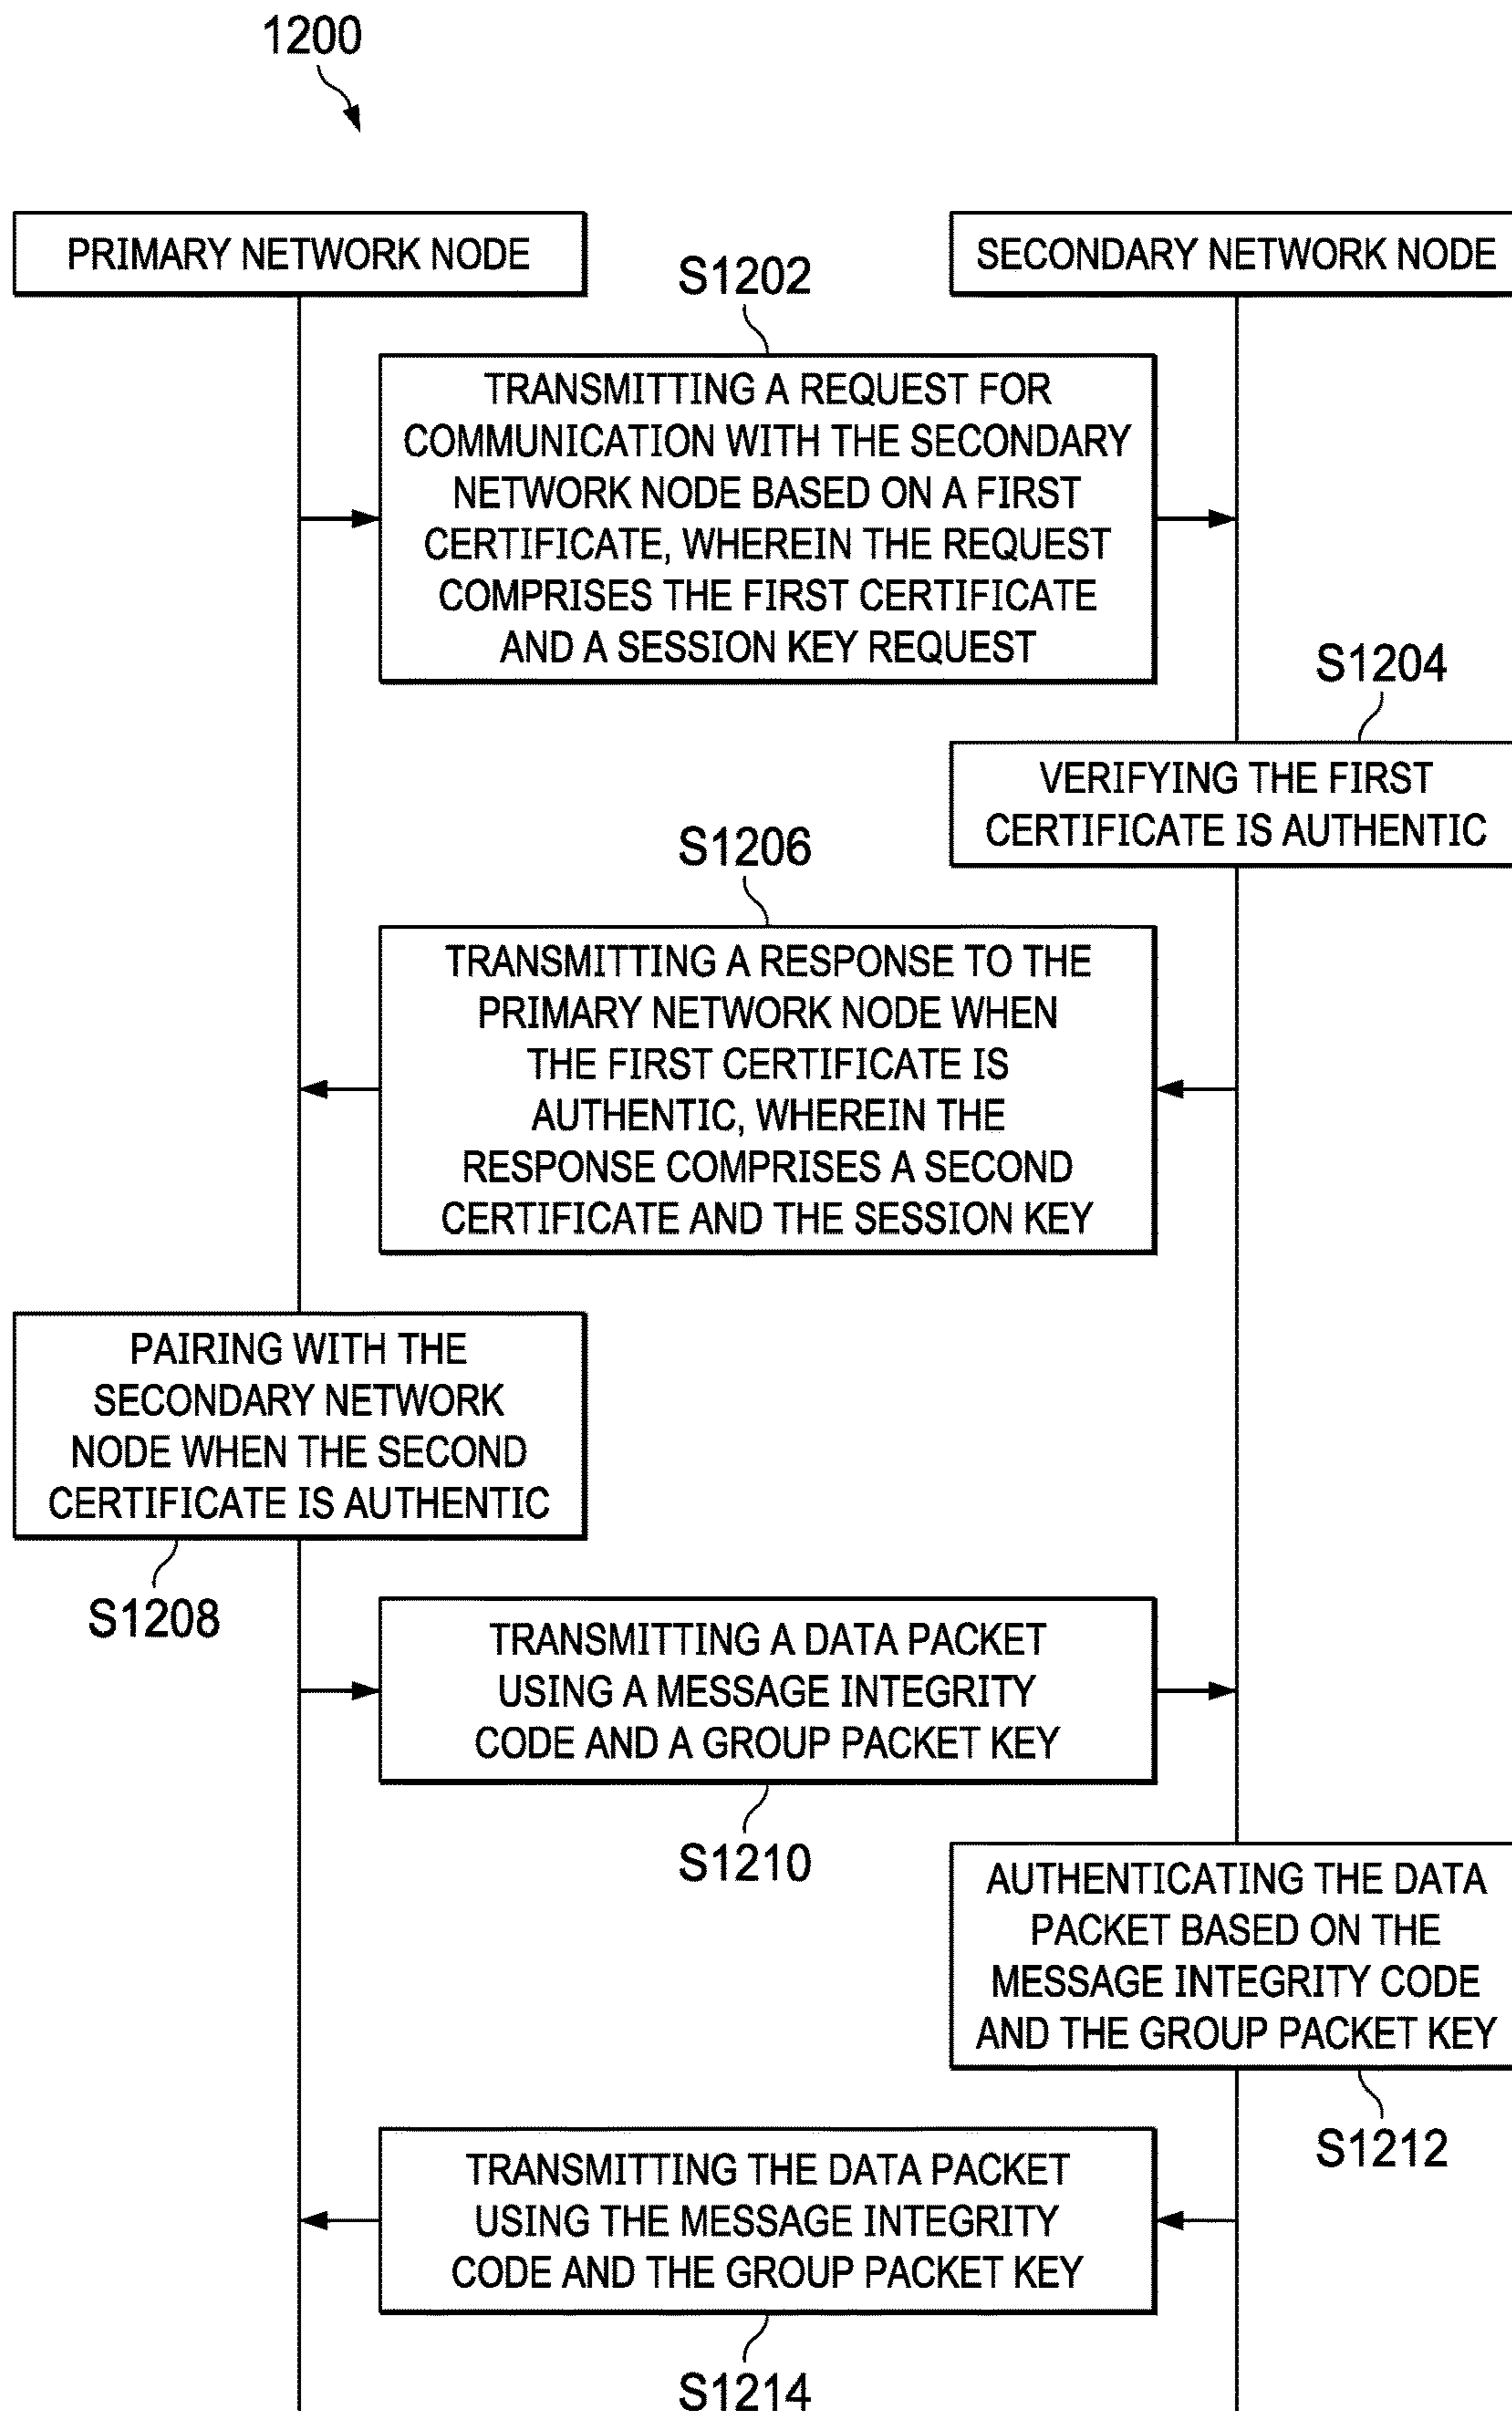 1200
PRIMARY NETWORK NODE
SECONDARY NETWORK NODE
S1202
TRANSMITTING A REQUEST FOR
COMMUNICATION WITH THE SECONDARY
NETWORK NODE BASED ON A FIRST
CERTIFICATE, WHEREIN THE REQUEST
COMPRISES THE FIRST CERTIFICATE
AND A SESSION KEY REQUEST
S1204
VERIFYING THE FIRST
CERTIFICATE IS AUTHENTIC
S1206
TRANSMITTING A RESPONSE TO THE
PRIMARY NETWORK NODE WHEN
THE FIRST CERTIFICATE IS
AUTHENTIC, WHEREIN THE
RESPONSE COMPRISES A SECOND
CERTIFICATE AND THE SESSION KEY
PAIRING WITH THE
SECONDARY NETWORK
NODE WHEN THE SECOND
CERTIFICATE IS AUTHENTIC
S1208
TRANSMITTING A DATA PACKET
USING A MESSAGE INTEGRITY
CODE AND A GROUP PACKET KEY
S1210
AUTHENTICATING THE DATA
PACKET BASED ON THE
MESSAGE INTEGRITY CODE
AND THE GROUP PACKET KEY
S1212
TRANSMITTING THE DATA PACKET
USING THE MESSAGE INTEGRITY
CODE AND THE GROUP PACKET KEY
S1214